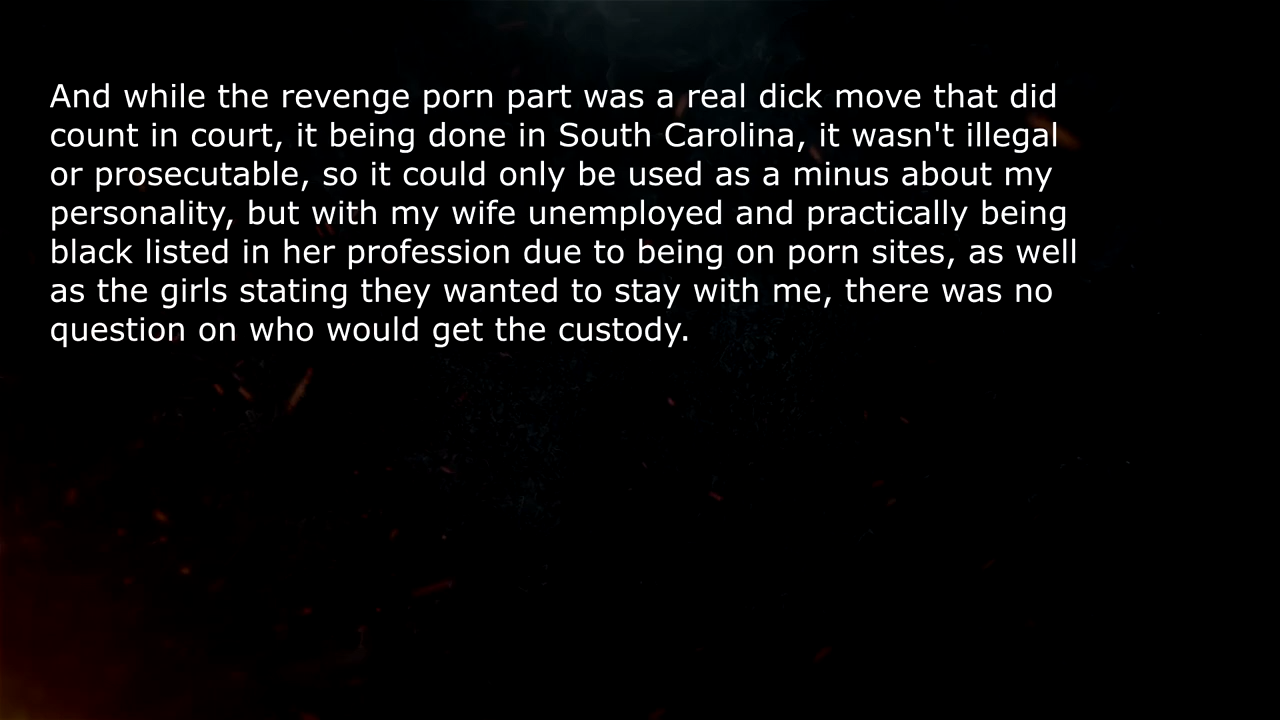 And while the revenge porn part was a real dick move that did
count in court, it being done in South Carolina, it wasn't illegal
or prosecutable, so it could only be used as a minus about my
personality, but with my wife unemployed and practically being
black listed in her profession due to being on porn sites, as well
as the girls stating they wanted to stay with me, there was no
question on who would get the custody.